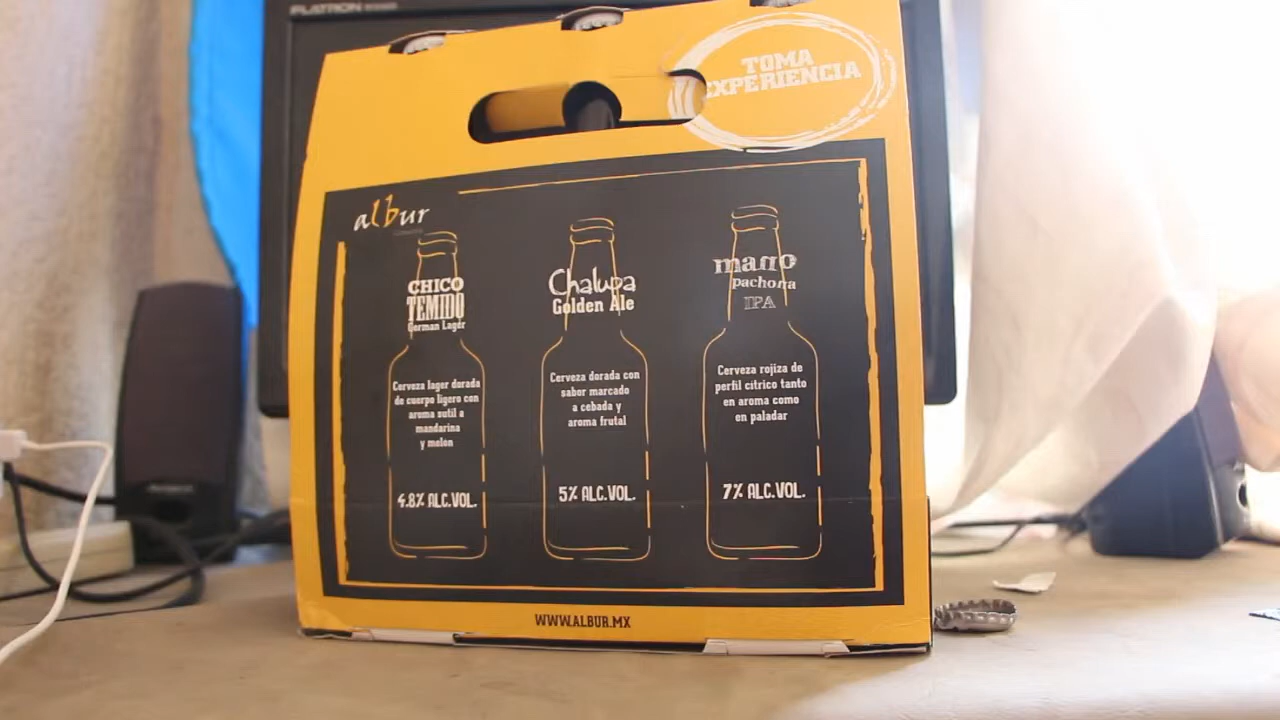 FLATRON
TOMA
EXPERIENCIA
albur
CHICO
TEMIDO
German Lager
Cerveza lager dorada
de cuerpo ligero con
aroma sutil a
mandarina
y melon
4.8% ALC.VOL.
Chalupa
Golden Ale
Cerveza dorada con
sabor marcado
a cebada y
aroma frutal
5% ALC.VOL.
mano
pachona
IPA
Cerveza rojiza de
perfil cítrico tanto
en aroma como
en paladar
7% ALC.VOL.
WWW.ALBUR.MX